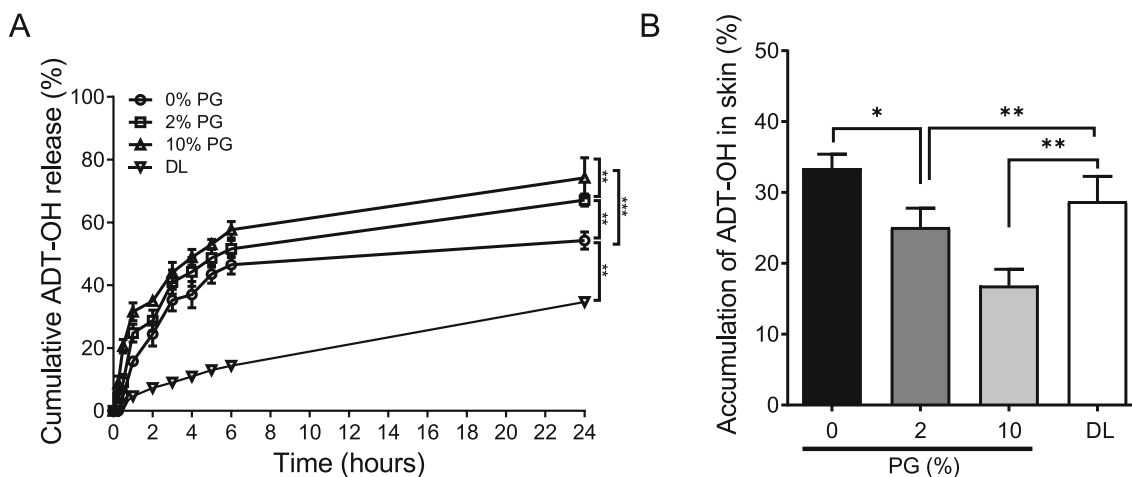 A
Cumulative ADT-OH release (%)
100
80
60
40
20
0
0% PG
2% PG
10% PG
DL
**
**
***
**
0 2 4 6 8 10 12 14 16 18 20 22 24
Time (hours)
B
Accumulation of ADT-OH in skin (%)
50
40
30
20
10
0
*
**
**
0 2 10 DL
PG (%)